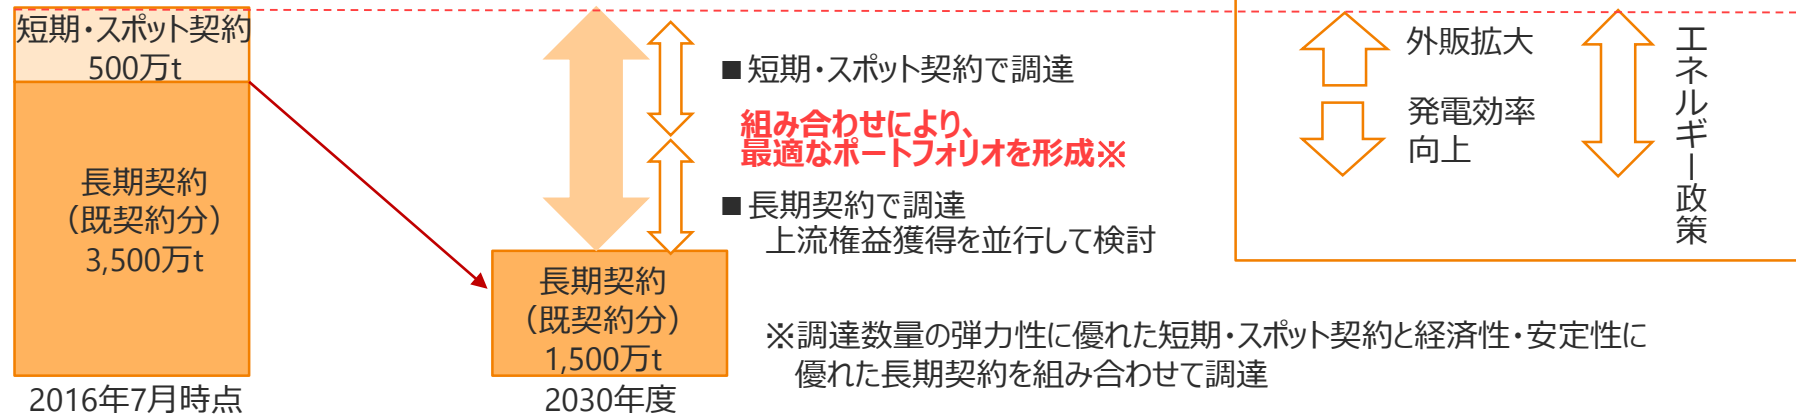 短期・スポット契約
500万t
長期契約
（既契約分）
3,500万t
2016年7月時点
長期契約
（既契約分）
1,500万t
2030年度
■短期・スポット契約で調達
組み合わせにより、
最適なポートフォリオを形成※
■長期契約で調達
上流権益獲得を並行して検討
※調達数量の弾力性に優れた短期・スポット契約と経済性・安定性に
優れた長期契約を組み合わせて調達
外販拡大
発電効率
向上
エネルギー政策